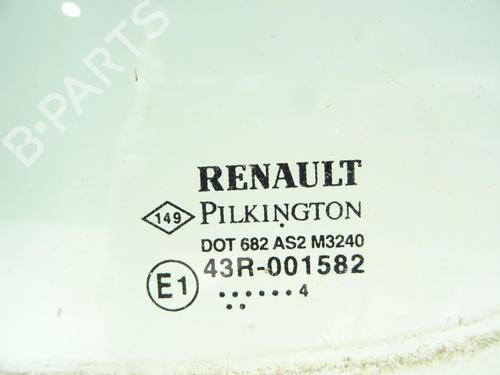 B-PARTS
RENAULT
149 PILKINGTON
DOT 682 AS2 M3240
E1 43R-001582
...... 4
..